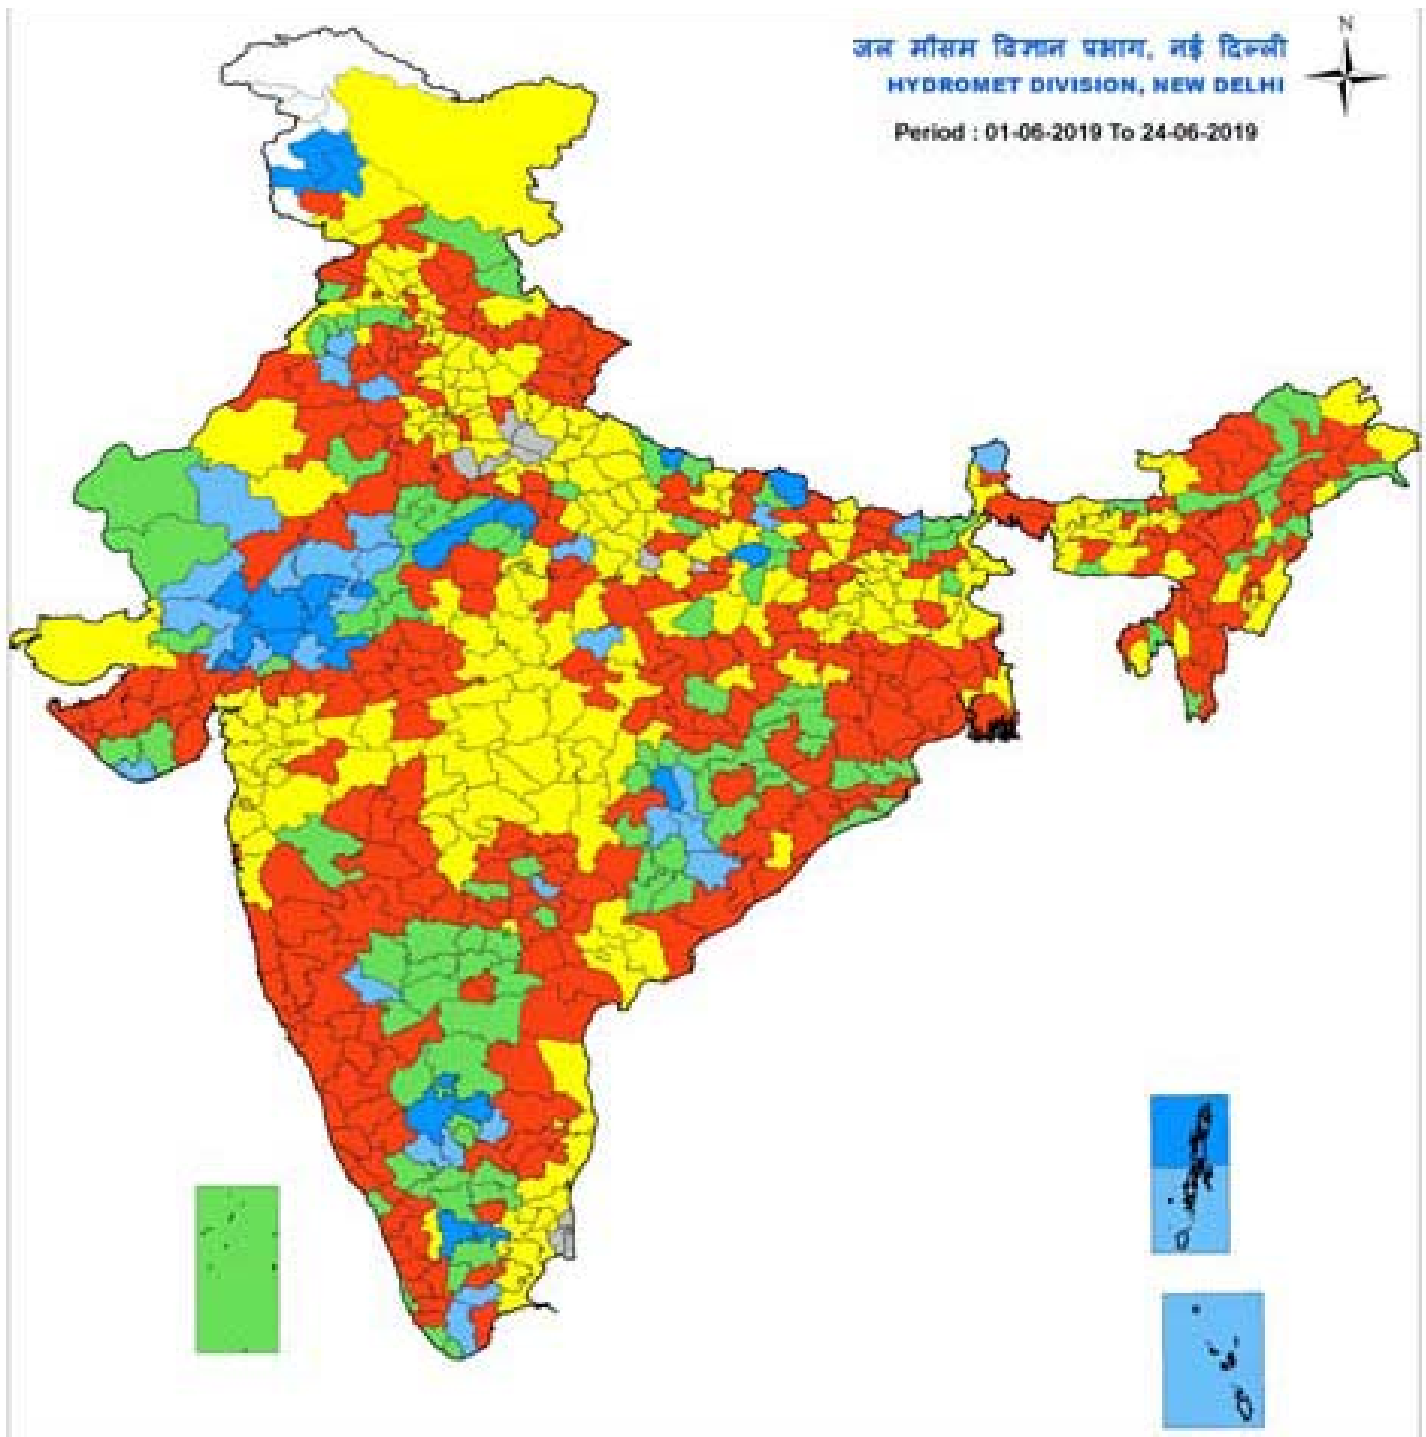 जल मौसम विज्ञान प्रभाग, नई दिल्ली
HYDROMET DIVISION, NEW DELHI
Period : 01-06-2019 To 24-06-2019
N